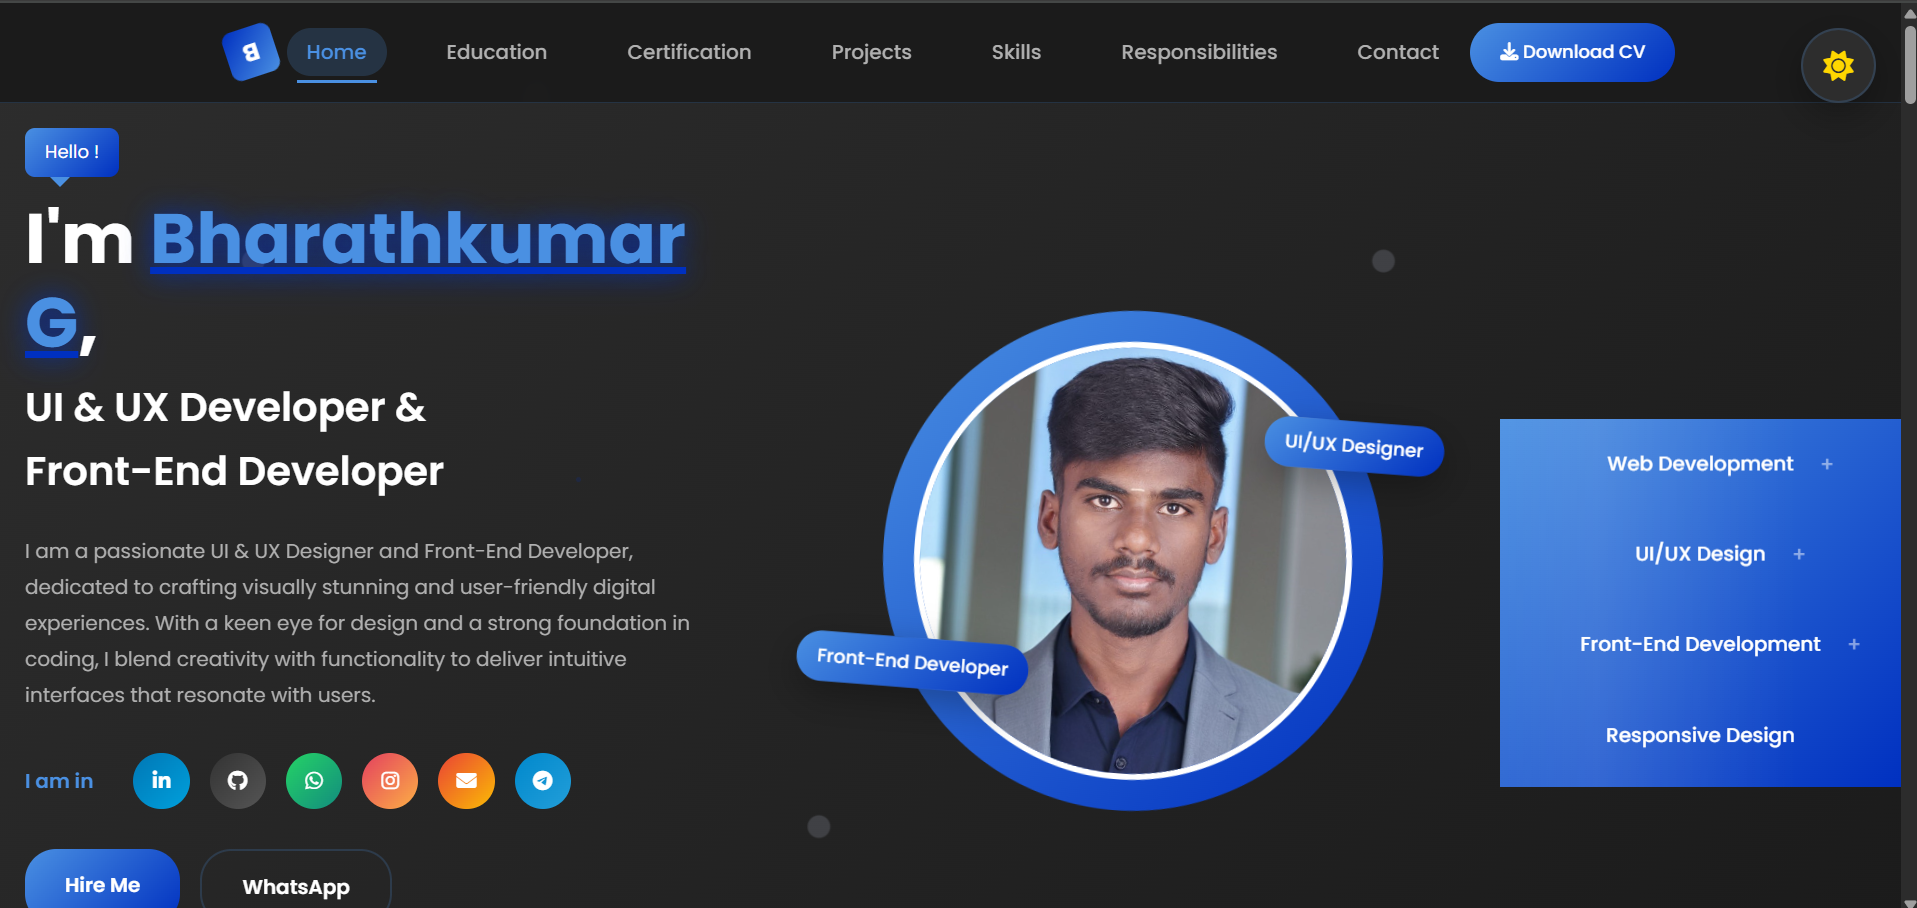 B
Home
Education
Certification
Projects
Skills
Responsibilities
Contact
Download CV
Hello !
I'm Bharathkumar
G,
UI & UX Developer &
Front-End Developer
I am a passionate UI & UX Designer and Front-End Developer,
dedicated to crafting visually stunning and user-friendly digital
experiences. With a keen eye for design and a strong foundation in
coding, I blend creativity with functionality to deliver intuitive
interfaces that resonate with users.
I am in
in
Hire Me
WhatsApp
UI/UX Designer
Front-End Developer
Web Development +
UI/UX Design +
Front-End Development +
Responsive Design